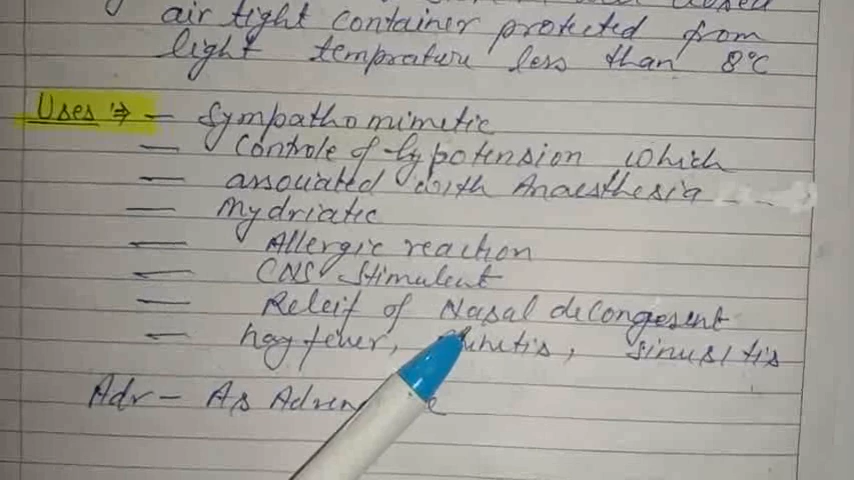 air tight container protected from
light temprature less than 8°C
Uses ⇒ — Sympathomimetic
— Controle of hypotension which
— associated with Anaesthesia
— Mydriatic
— Allergic reaction
— CNS Stimulent
— Releif of Nasal decongesent
— hay fever, sinusitis
Adr — As